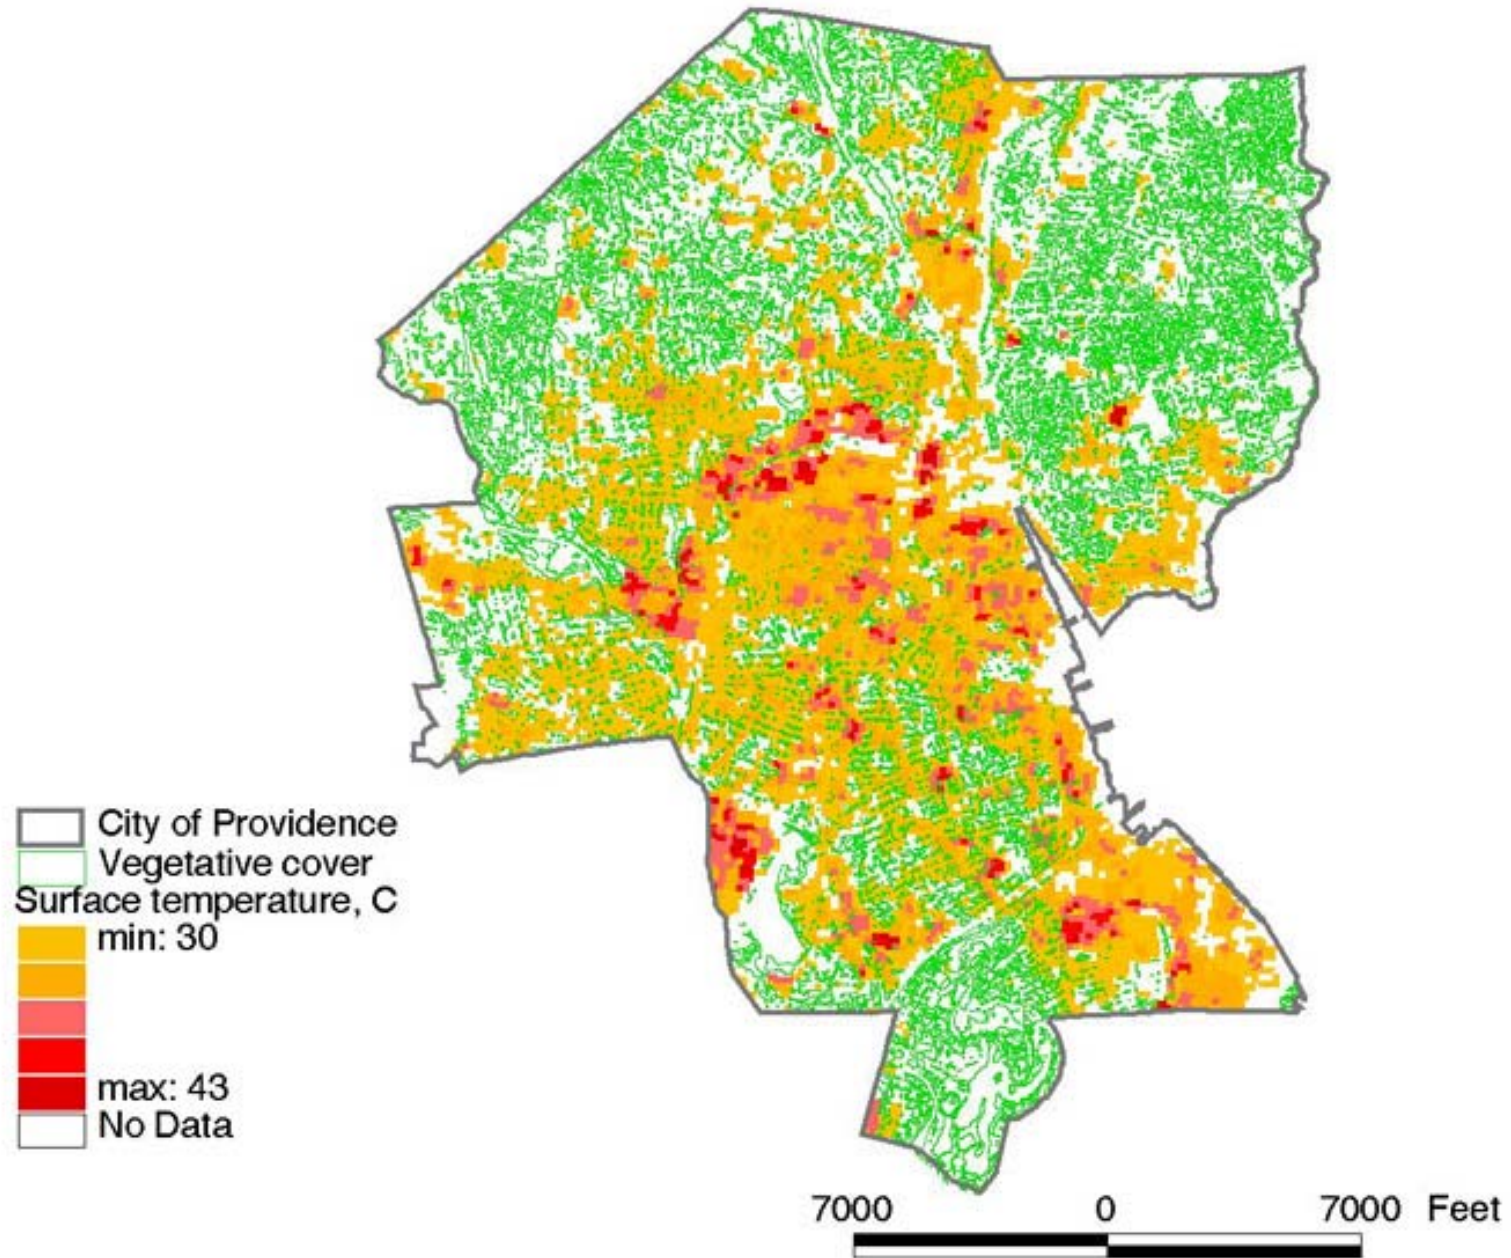 City of Providence
Vegetative cover
Surface temperature, C
min: 30
max: 43
No Data
7000 0 7000 Feet